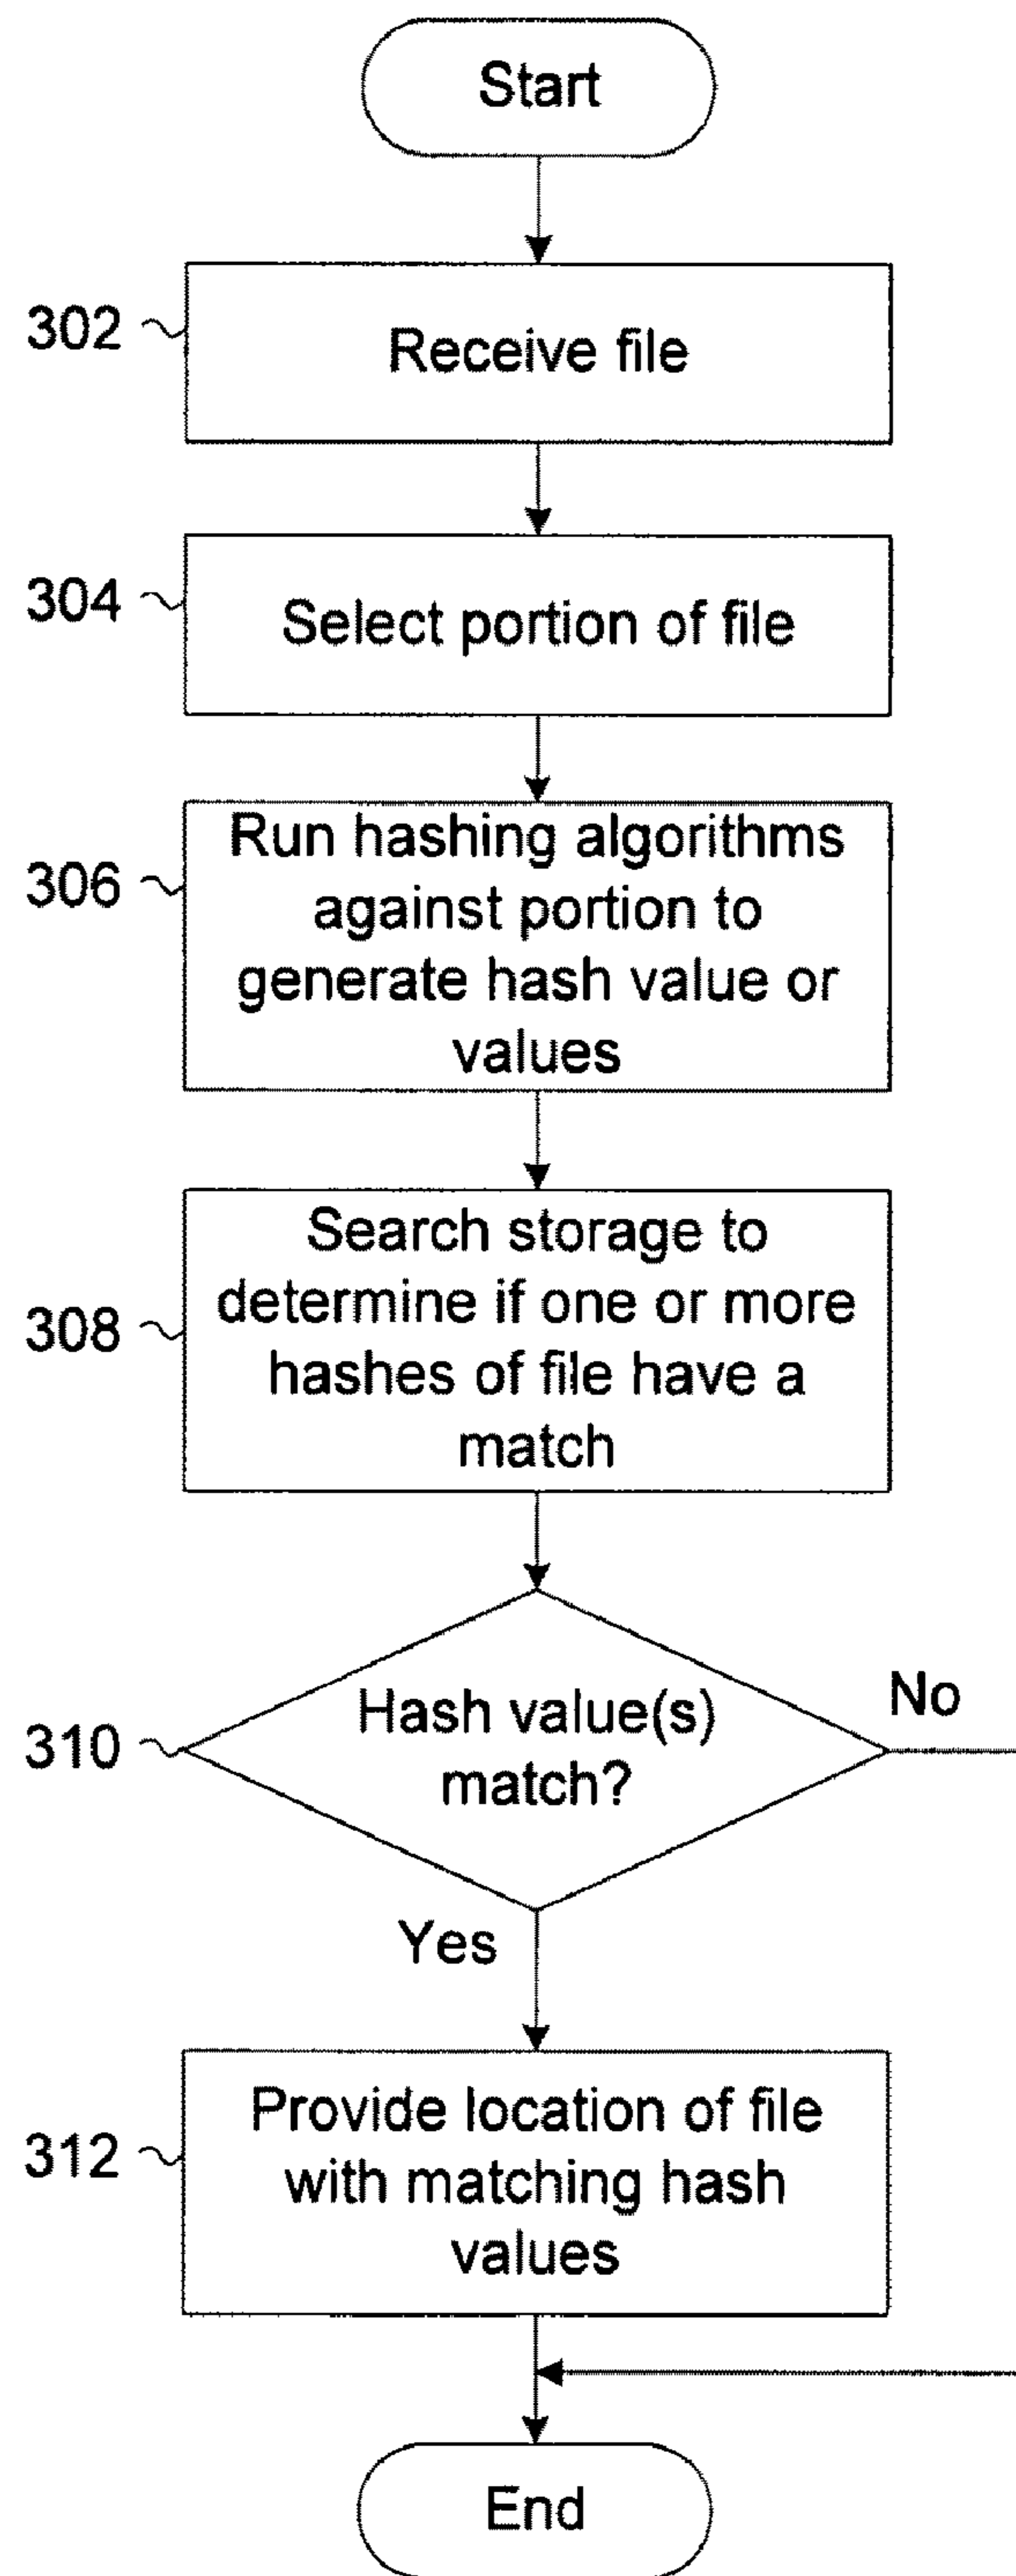 Start
302
Receive file
304
Select portion of file
306
Run hashing algorithms
against portion to
generate hash value or
values
308
Search storage to
determine if one or more
hashes of file have a
match
310
Hash value(s)
match?
No
Yes
312
Provide location of file
with matching hash
values
End